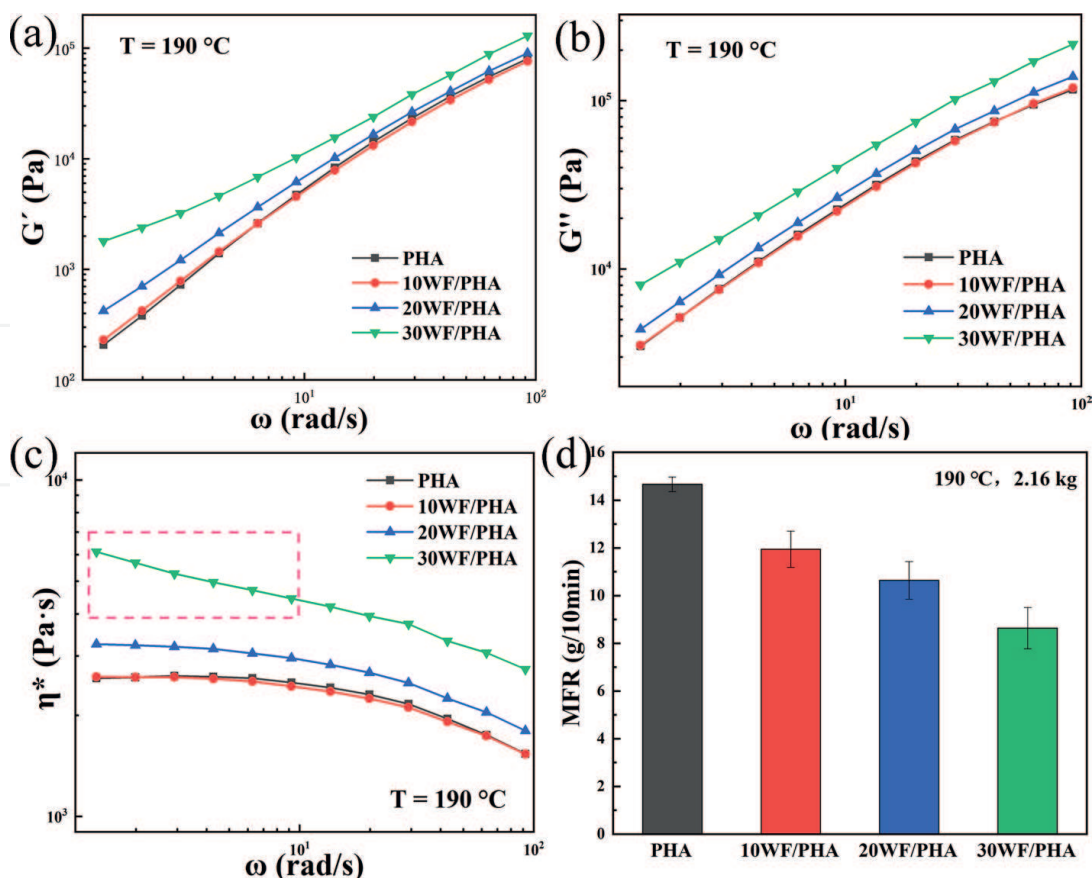 (a)
T = 190 °C
G′ (Pa)
10⁵
10⁴
10³
10²
PHA
10WF/PHA
20WF/PHA
30WF/PHA
10¹
10²
ω (rad/s)
(b)
T = 190 °C
G'' (Pa)
10⁵
10⁴
PHA
10WF/PHA
20WF/PHA
30WF/PHA
10¹
10²
ω (rad/s)
(c)
η* (Pa·s)
10⁴
10³
PHA
10WF/PHA
20WF/PHA
30WF/PHA
T = 190 °C
10¹
10²
ω (rad/s)
(d)
190 °C，2.16 kg
MFR (g/10min)
16
14
12
10
8
6
4
2
0
PHA
10WF/PHA
20WF/PHA
30WF/PHA